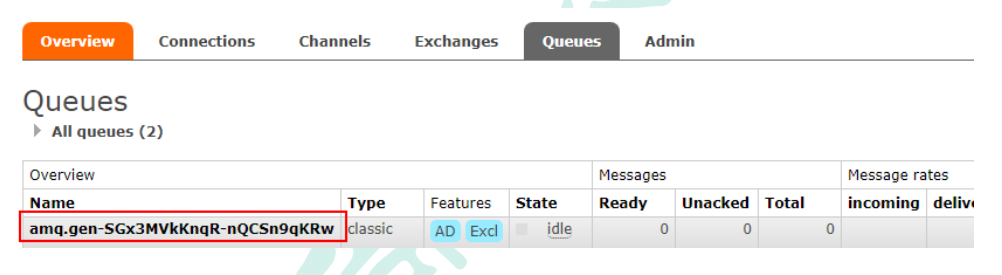 Overview Connections Channels Exchanges Queues Admin
Queues
All queues (2)
Overview Messages Message rates
Name Type Features State Ready Unacked Total incoming delive
amq.gen-SGx3MVkKnqR-nQCSn9qKRw classic AD Excl idle 0 0 0